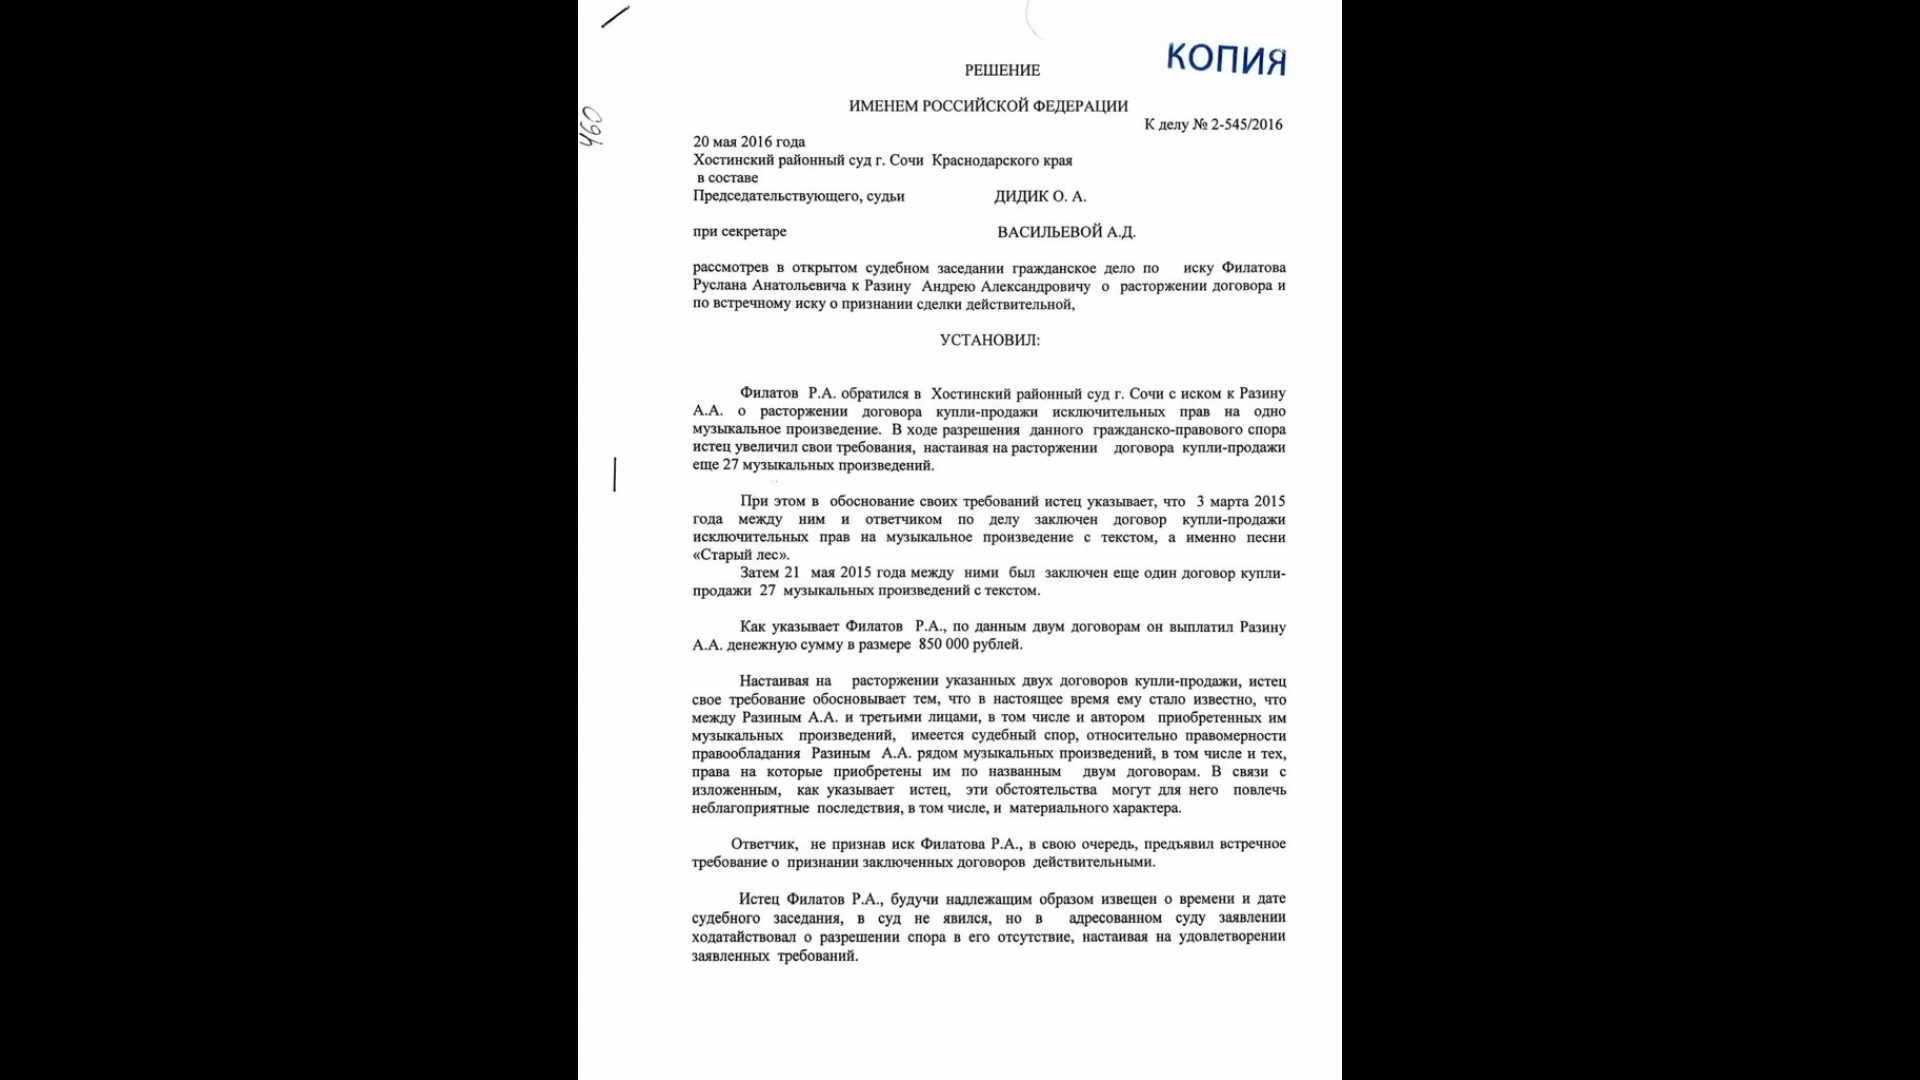 КОПИЯ
РЕШЕНИЕ
460
ИМЕНЕМ РОССИЙСКОЙ ФЕДЕРАЦИИ
К делу № 2-545/2016
20 мая 2016 года
Хостинский районный суд г. Сочи Краснодарского края
в составе
Председательствующего, судьи ДИДИК О. А.
при секретаре ВАСИЛЬЕВОЙ А.Д.
рассмотрев в открытом судебном заседании гражданское дело по иску Филатова
Руслана Анатольевича к Разину Андрею Александровичу о расторжении договора и
по встречному иску о признании сделки действительной,
УСТАНОВИЛ:
Филатов Р.А. обратился в Хостинский районный суд г. Сочи с иском к Разину
А.А. о расторжении договора купли-продажи исключительных прав на одно
музыкальное произведение. В ходе разрешения данного гражданско-правового спора
истец увеличил свои требования, настаивая на расторжении договора купли-продажи
еще 27 музыкальных произведений.
При этом в обоснование своих требований истец указывает, что 3 марта 2015
года между ним и ответчиком по делу заключен договор купли-продажи
исключительных прав на музыкальное произведение с текстом, а именно песни
«Старый лес».
Затем 21 мая 2015 года между ними был заключен еще один договор купли-
продажи 27 музыкальных произведений с текстом.
Как указывает Филатов Р.А., по данным двум договорам он выплатил Разину
А.А. денежную сумму в размере 850 000 рублей.
Настаивая на расторжении указанных двух договоров купли-продажи, истец
свое требование обосновывает тем, что в настоящее время ему стало известно, что
между Разиным А.А. и третьими лицами, в том числе и автором приобретенных им
музыкальных произведений, имеется судебный спор, относительно правомерности
правообладания Разиным А.А. рядом музыкальных произведений, в том числе и тех,
права на которые приобретены им по названным двум договорам. В связи с
изложенным, как указывает истец, эти обстоятельства могут для него повлечь
неблагоприятные последствия, в том числе, и материального характера.
Ответчик, не признав иск Филатова Р.А., в свою очередь, предъявил встречное
требование о признании заключенных договоров действительными.
Истец Филатов Р.А., будучи надлежащим образом извещен о времени и дате
судебного заседания, в суд не явился, но в адресованном суду заявлении
ходатайствовал о разрешении спора в его отсутствие, настаивая на удовлетворении
заявленных требований.